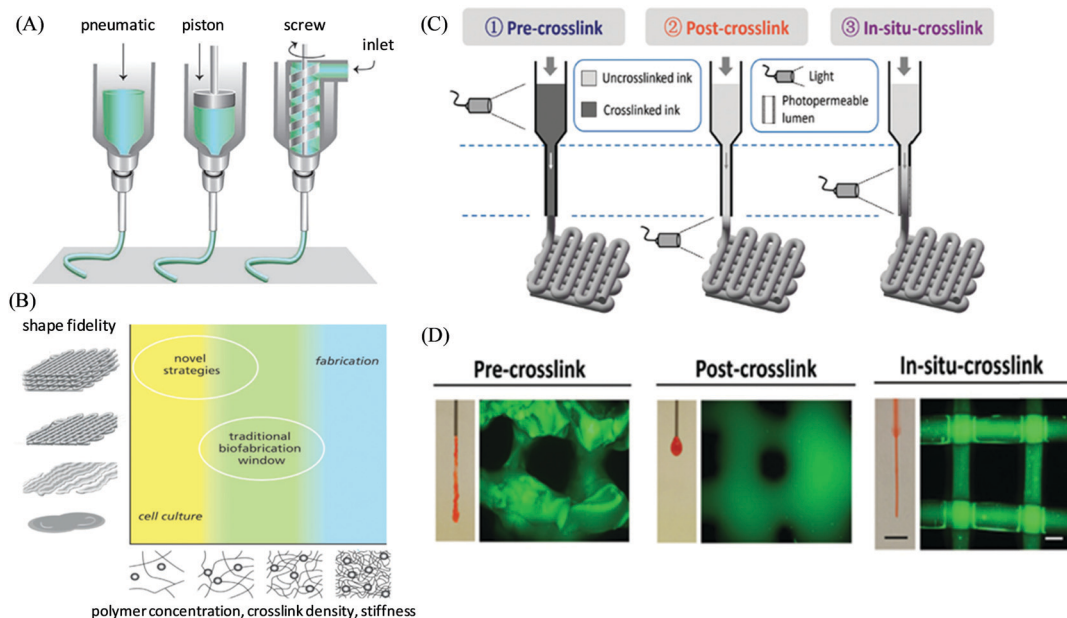 (A)
pneumatic
piston
screw
inlet
(B)
shape fidelity
novel
strategies
fabrication
traditional
biofabrication
window
cell culture
polymer concentration, crosslink density, stiffness
(C)
① Pre-crosslink
② Post-crosslink
③ In-situ-crosslink
Uncrosslinked ink
Crosslinked ink
Light
Photopermeable
lumen
(D)
Pre-crosslink
Post-crosslink
In-situ-crosslink